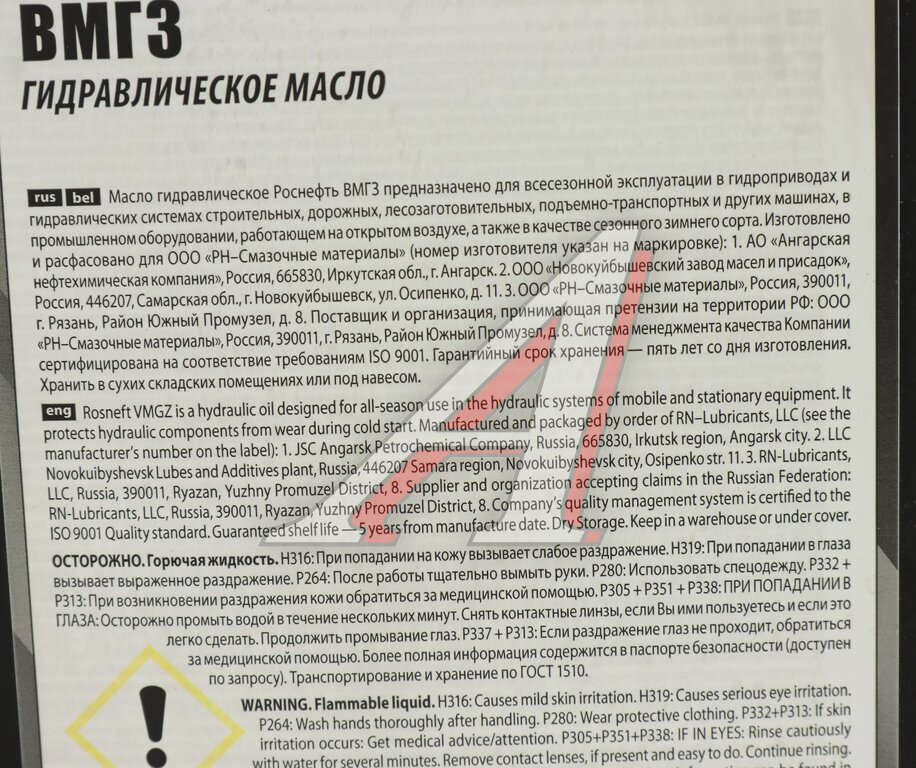 ВМГЗ
ГИДРАВЛИЧЕСКОЕ МАСЛО
rus bel Масло гидравлическое Роснефть ВМГЗ предназначено для всесезонной эксплуатации в гидроприводах и
гидравлических системах строительных, дорожных, лесозаготовительных, подъемно-транспортных и других машинах, в
промышленном оборудовании, работающем на открытом воздухе, а также в качестве сезонного зимнего сорта. Изготовлено
и расфасовано для ООО «РН–Смазочные материалы» (номер изготовителя указан на маркировке): 1. АО «Ангарская
нефтехимическая компания», Россия, 665830, Иркутская обл., г. Ангарск. 2. ООО «Новокуйбышевский завод масел и присадок»,
Россия, 446207, Самарская обл., г. Новокуйбышевск, ул. Осипенко, д. 11. 3. ООО «РН–Смазочные материалы», Россия, 390011,
г. Рязань, Район Южный Промузел, д. 8. Поставщик и организация, принимающая претензии на территории РФ: ООО
«РН–Смазочные материалы», Россия, 390011, г. Рязань, Район Южный Промузел, д. 8. Система менеджмента качества Компании
сертифицирована на соответствие требованиям ISO 9001. Гарантийный срок хранения — пять лет со дня изготовления.
Хранить в сухих складских помещениях или под навесом.
eng Rosneft VMGZ is a hydraulic oil designed for all-season use in the hydraulic systems of mobile and stationary equipment. It
protects hydraulic components from wear during cold start. Manufactured and packaged by order of RN–Lubricants, LLC (see the
manufacturer's number on the label): 1. JSC Angarsk Petrochemical Company, Russia, 665830, Irkutsk region, Angarsk city. 2. LLC
Novokuibyshevsk Lubes and Additives plant, Russia, 446207 Samara region, Novokuibyshevsk city, Osipenko str. 11. 3. RN-Lubricants,
LLC, Russia, 390011, Ryazan, Yuzhny Promuzel District, 8. Supplier and organization accepting claims in the Russian Federation:
RN-Lubricants, LLC, Russia, 390011, Ryazan, Yuzhny Promuzel District, 8. Company's quality management system is certified to the
ISO 9001 Quality standard. Guaranteed shelf life — 5 years from manufacture date. Dry Storage. Keep in a warehouse or under cover.
ОСТОРОЖНО. Горючая жидкость. H316: При попадании на кожу вызывает слабое раздражение. H319: При попадании в глаза
вызывает выраженное раздражение. P264: После работы тщательно вымыть руки. P280: Использовать спецодежду. P332 +
P313: При возникновении раздражения кожи обратиться за медицинской помощью. P305 + P351 + P338: ПРИ ПОПАДАНИИ В
ГЛАЗА: Осторожно промыть водой в течение нескольких минут. Снять контактные линзы, если Вы ими пользуетесь и если это
легко сделать. Продолжить промывание глаз. P337 + P313: Если раздражение глаз не проходит, обратиться
за медицинской помощью. Более полная информация содержится в паспорте безопасности (доступен
по запросу). Транспортирование и хранение по ГОСТ 1510.
WARNING. Flammable liquid. H316: Causes mild skin irritation. H319: Causes serious eye irritation.
P264: Wash hands thoroughly after handling. P280: Wear protective clothing. P332+P313: If skin
irritation occurs: Get medical advice/attention. P305+P351+P338: IF IN EYES: Rinse cautiously
with water for several minutes. Remove contact lenses, if present and easy to do. Continue rinsing.